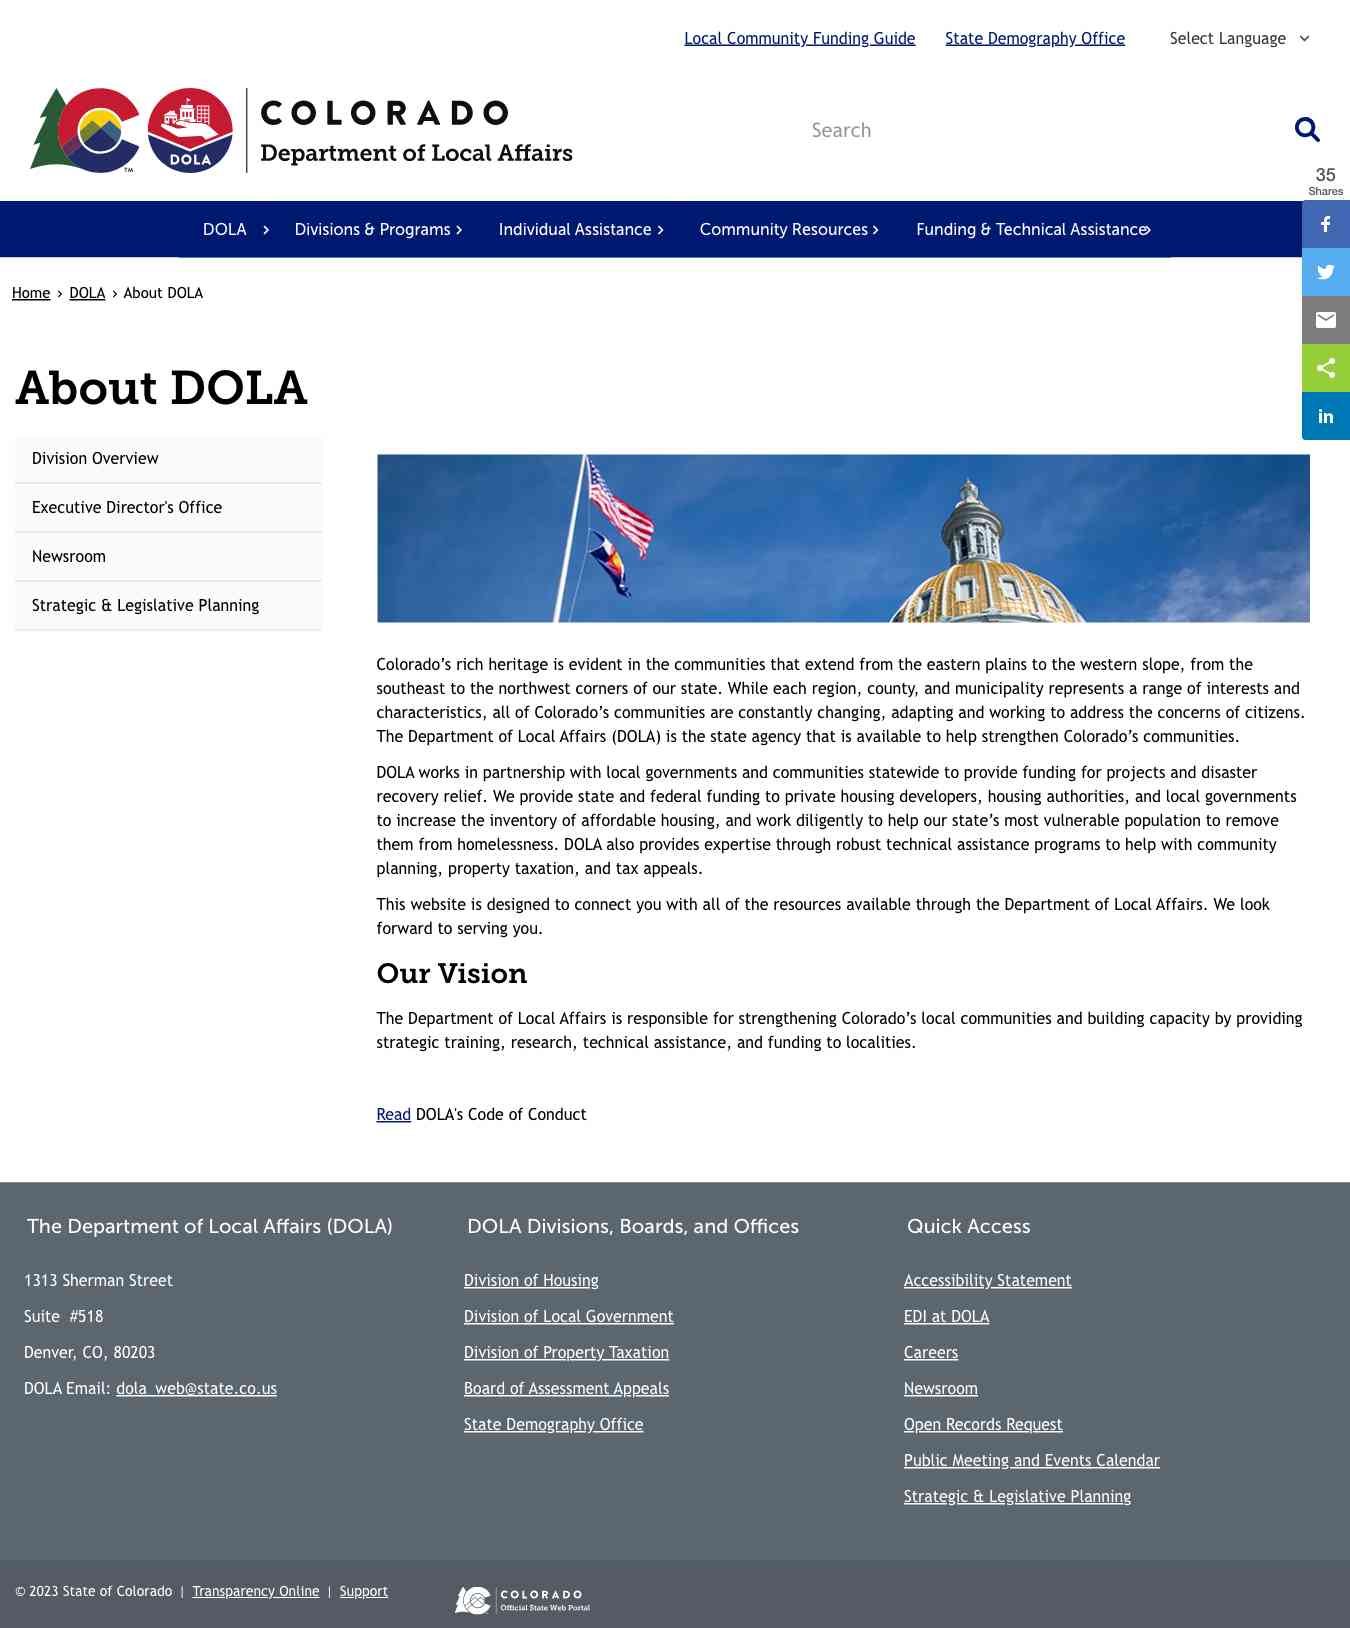 Local Community Funding Guide State Demography Office Select Language
COLORADO
Department of Local Affairs
DOLA
TM
Search
35
Shares
DOLA Divisions & Programs Individual Assistance Community Resources Funding & Technical Assistance
Home › DOLA › About DOLA
About DOLA
Division Overview
Executive Director's Office
Newsroom
Strategic & Legislative Planning
Colorado’s rich heritage is evident in the communities that extend from the eastern plains to the western slope, from the
southeast to the northwest corners of our state. While each region, county, and municipality represents a range of interests and
characteristics, all of Colorado’s communities are constantly changing, adapting and working to address the concerns of citizens.
The Department of Local Affairs (DOLA) is the state agency that is available to help strengthen Colorado’s communities.
DOLA works in partnership with local governments and communities statewide to provide funding for projects and disaster
recovery relief. We provide state and federal funding to private housing developers, housing authorities, and local governments
to increase the inventory of affordable housing, and work diligently to help our state’s most vulnerable population to remove
them from homelessness. DOLA also provides expertise through robust technical assistance programs to help with community
planning, property taxation, and tax appeals.
This website is designed to connect you with all of the resources available through the Department of Local Affairs. We look
forward to serving you.
Our Vision
The Department of Local Affairs is responsible for strengthening Colorado’s local communities and building capacity by providing
strategic training, research, technical assistance, and funding to localities.
Read DOLA's Code of Conduct
The Department of Local Affairs (DOLA)
1313 Sherman Street
Suite #518
Denver, CO, 80203
DOLA Email: dola_web@state.co.us
DOLA Divisions, Boards, and Offices
Division of Housing
Division of Local Government
Division of Property Taxation
Board of Assessment Appeals
State Demography Office
Quick Access
Accessibility Statement
EDI at DOLA
Careers
Newsroom
Open Records Request
Public Meeting and Events Calendar
Strategic & Legislative Planning
© 2023 State of Colorado | Transparency Online | Support
COLORADO
Official State Web Portal